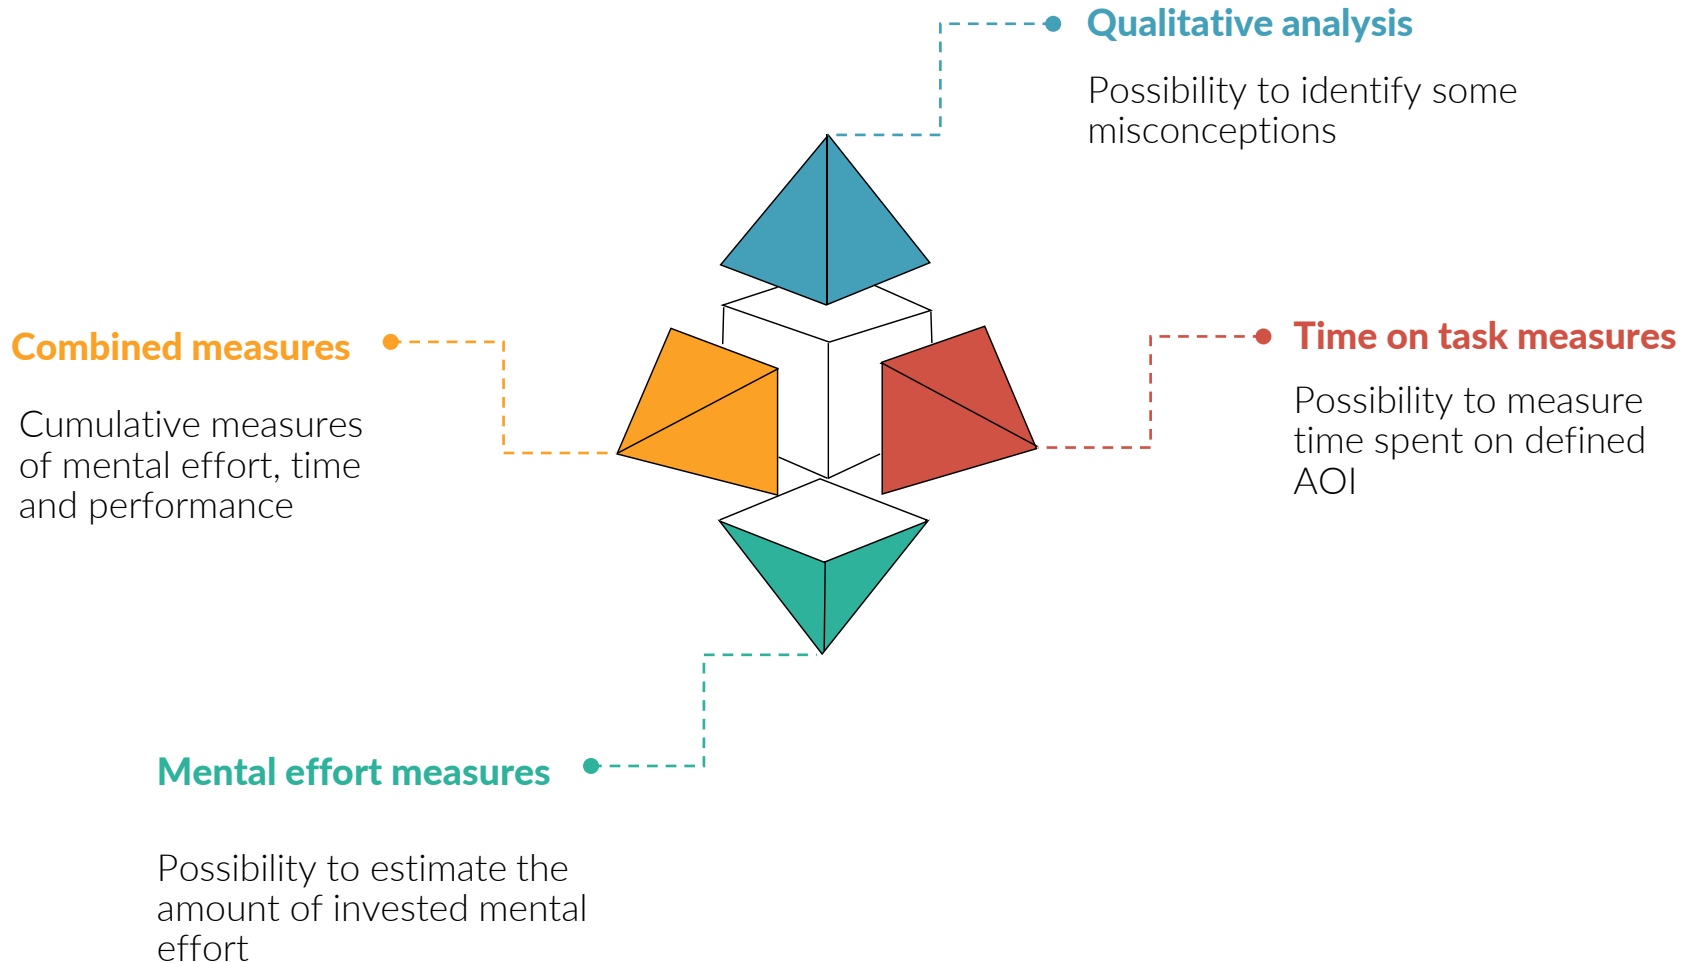 Qualitative analysis
Possibility to identify some
misconceptions
Combined measures
Cumulative measures
of mental effort, time
and performance
Time on task measures
Possibility to measure
time spent on defined
AOI
Mental effort measures
Possibility to estimate the
amount of invested mental
effort